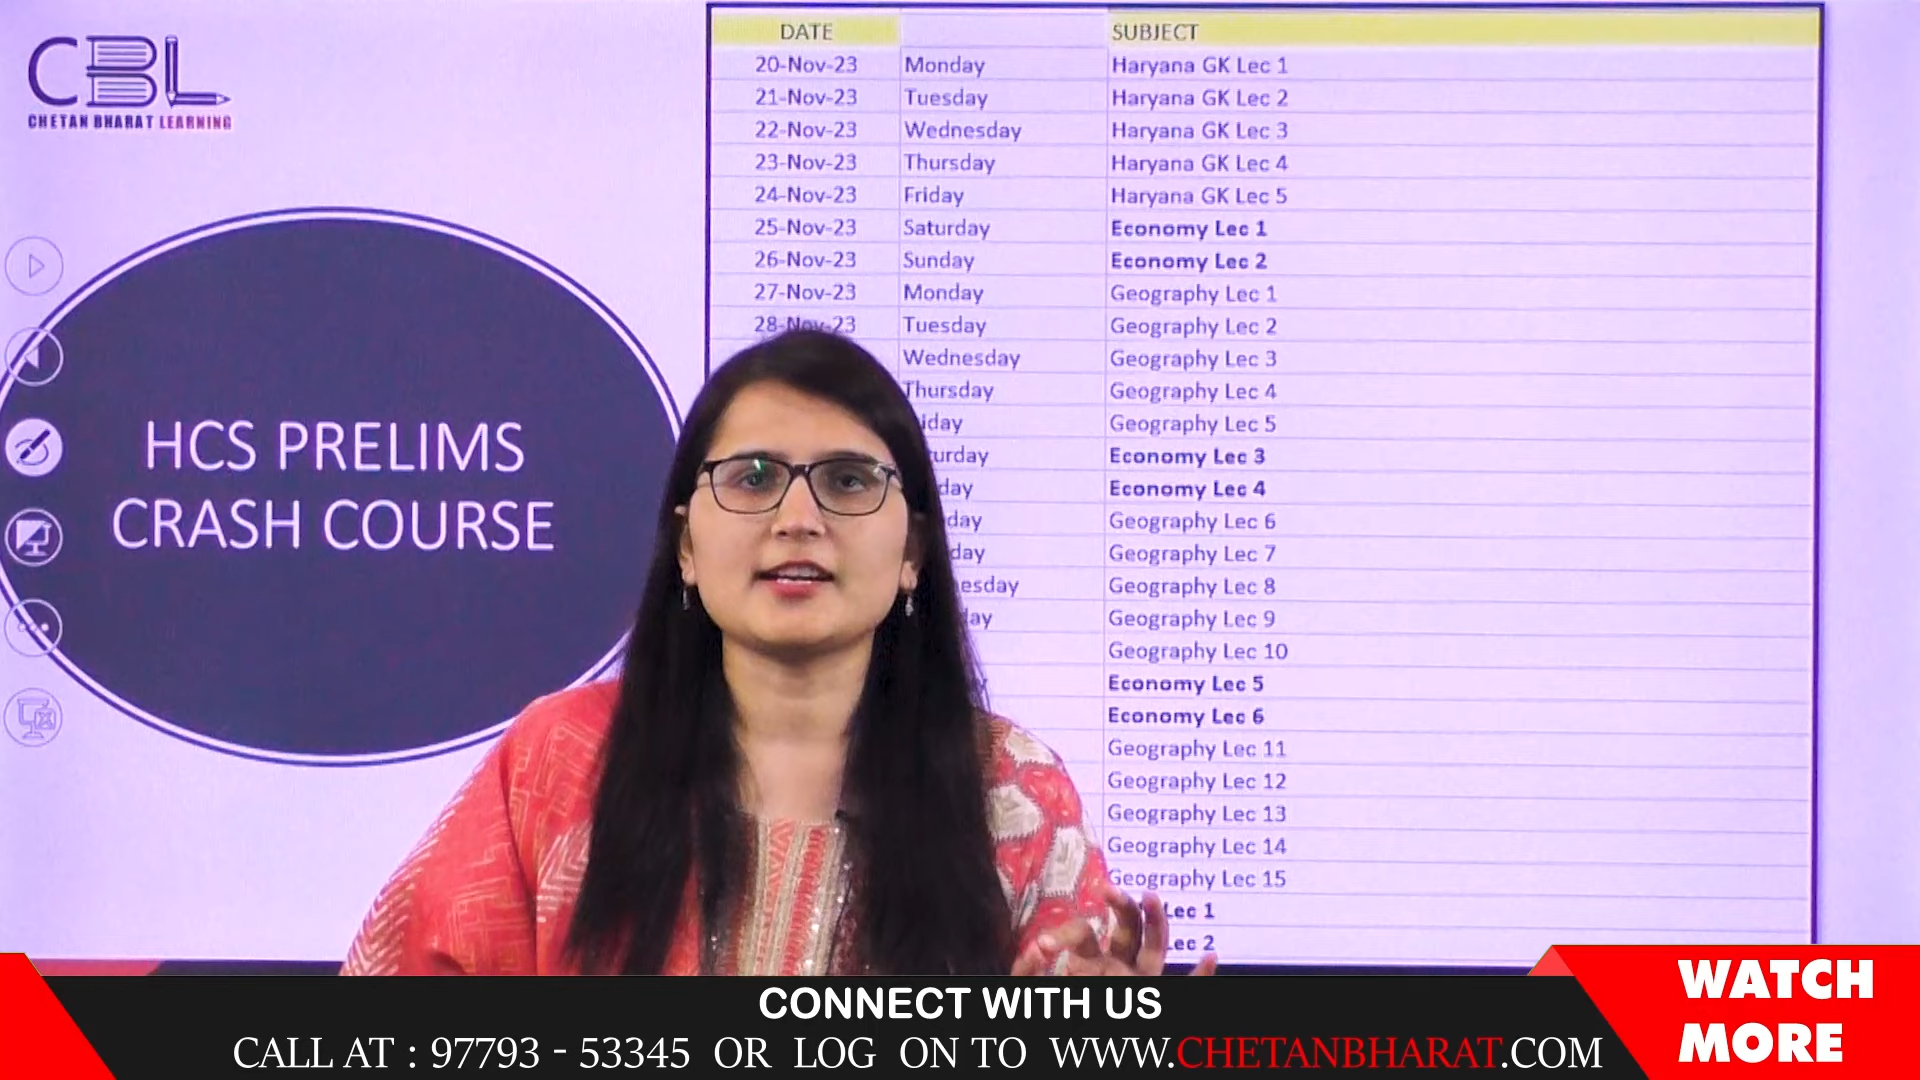 CBL
CHETAN BHARAT LEARNING
HCS PRELIMS
CRASH COURSE
DATE SUBJECT
20-Nov-23 Monday Haryana GK Lec 1
21-Nov-23 Tuesday Haryana GK Lec 2
22-Nov-23 Wednesday Haryana GK Lec 3
23-Nov-23 Thursday Haryana GK Lec 4
24-Nov-23 Friday Haryana GK Lec 5
25-Nov-23 Saturday Economy Lec 1
26-Nov-23 Sunday Economy Lec 2
27-Nov-23 Monday Geography Lec 1
28-Nov-23 Tuesday Geography Lec 2
Wednesday Geography Lec 3
Thursday Geography Lec 4
Geography Lec 5
Economy Lec 3
Economy Lec 4
Geography Lec 6
Geography Lec 7
Geography Lec 8
Geography Lec 9
Geography Lec 10
Economy Lec 5
Economy Lec 6
Geography Lec 11
Geography Lec 12
Geography Lec 13
Geography Lec 14
Geography Lec 15
Lec 1
Lec 2
CONNECT WITH US
CALL AT : 97793 - 53345 OR LOG ON TO WWW.CHETANBHARAT.COM
WATCH
MORE